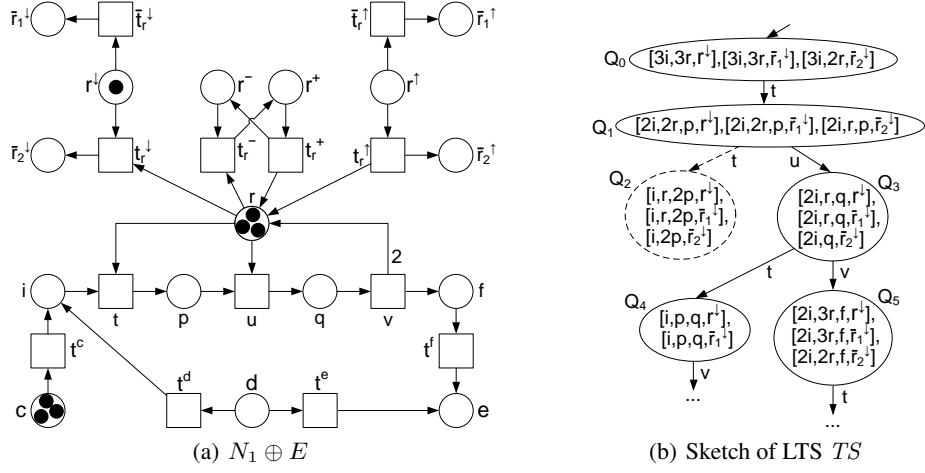 r̄₁↓ t̄ᵣ↓ t̄ᵣ↑ r̄₁↑
r↓ r⁻ r⁺ r↑
r̄₂↓ tᵣ↓ tᵣ⁻ tᵣ⁺ tᵣ↑ r̄₂↑
r
2
i t p u q v f
tᶜ tᶠ
c tᵈ d tᵉ e
(a) N₁ ⊕ E
Q₀ [3i,3r,r↓],[3i,3r,r̄₁↓],[3i,2r,r̄₂↓]
t
Q₁ [2i,2r,p,r↓],[2i,2r,p,r̄₁↓],[2i,r,p,r̄₂↓]
t u
Q₂
[i,r,2p,r↓],
[i,r,2p,r̄₁↓],
[i,2p,r̄₂↓]
Q₃
[2i,r,q,r↓],
[2i,r,q,r̄₁↓],
[2i,q,r̄₂↓]
t v
Q₄
[i,p,q,r↓],
[i,p,q,r̄₁↓]
v
...
Q₅
[2i,3r,f,r↓],
[2i,3r,f,r̄₁↓],
[2i,2r,f,r̄₂↓]
t
...
(b) Sketch of LTS TS